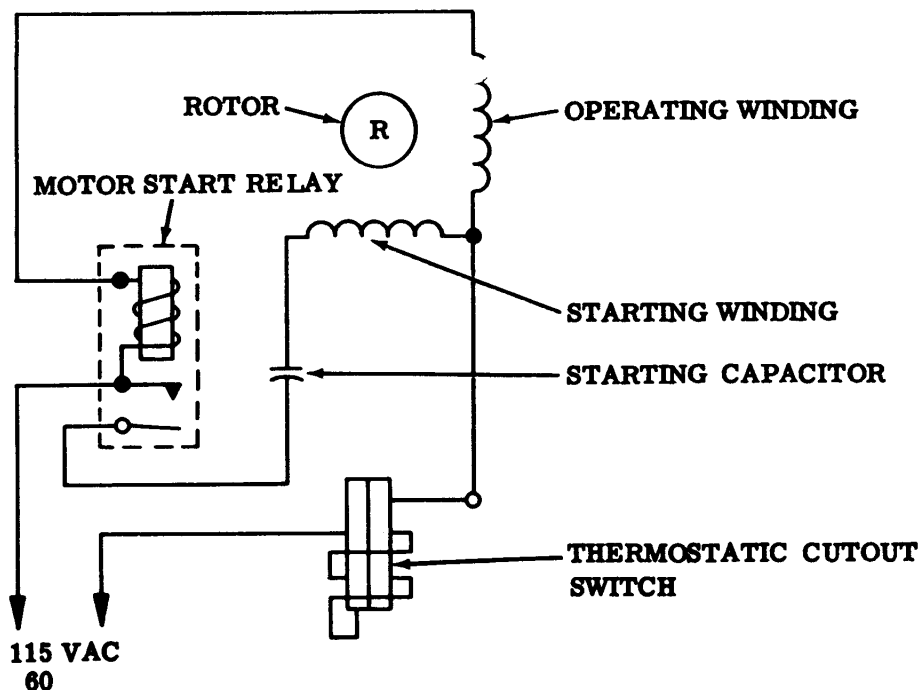 ROTOR
R
OPERATING WINDING
MOTOR START RELAY
STARTING WINDING
STARTING CAPACITOR
THERMOSTATIC CUTOUT
SWITCH
115 VAC
60